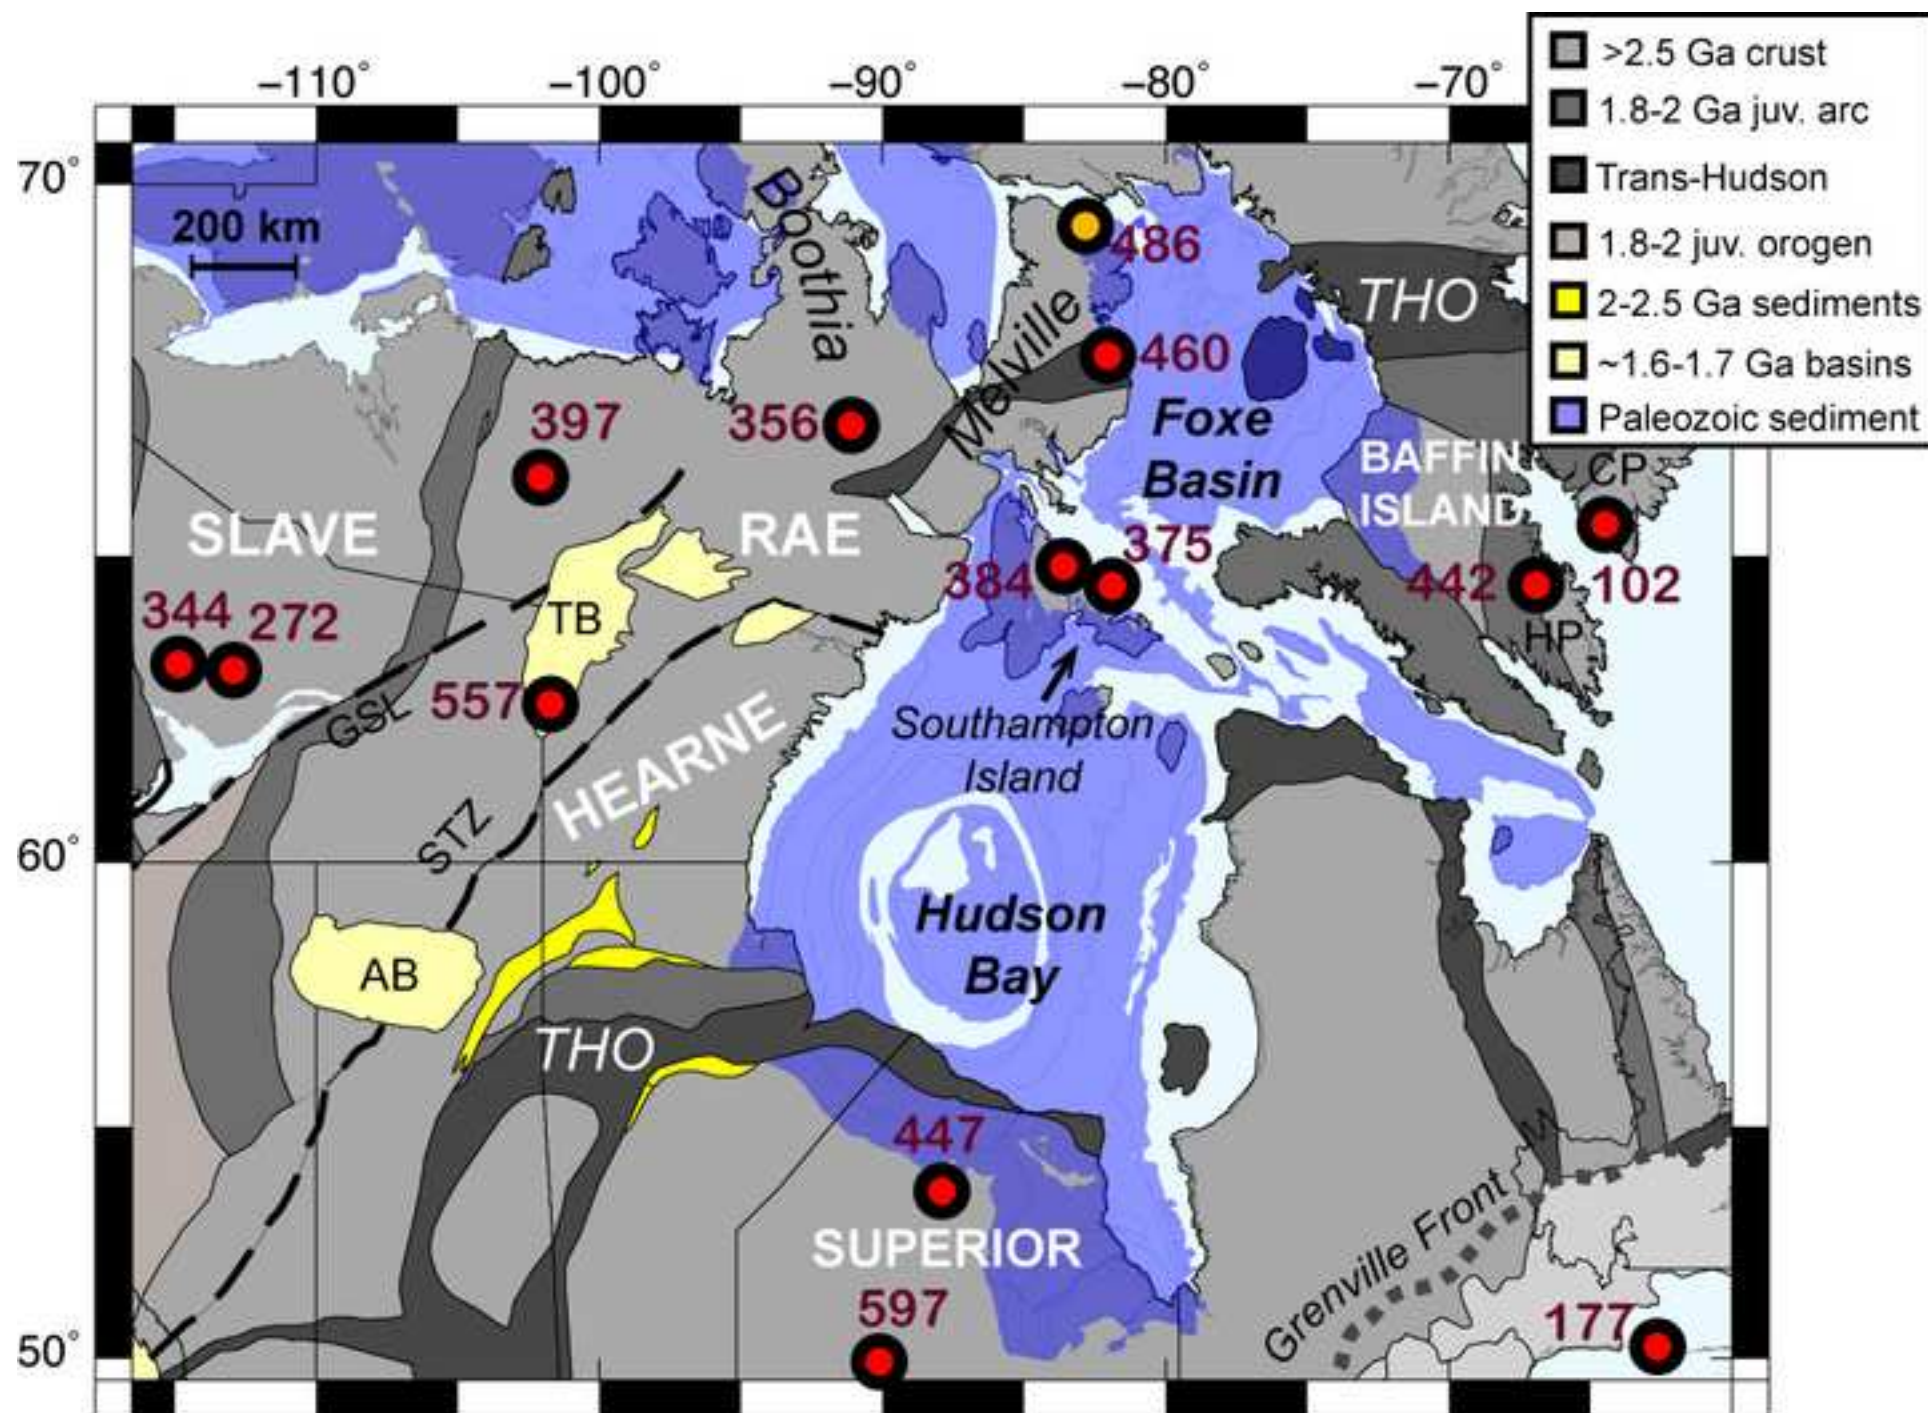 −110° −100° −90° −80° −70°
>2.5 Ga crust
1.8-2 Ga juv. arc
Trans-Hudson
1.8-2 juv. orogen
2-2.5 Ga sediments
~1.6-1.7 Ga basins
Paleozoic sediment
70°
200 km
Boothia
486
THO
Melville
460
397
356
Foxe
Basin
BAFFIN
ISLAND
CP
SLAVE
RAE
375
384
442
102
344
272
TB
HP
557
GSL
HEARNE
Southampton
Island
STZ
60°
Hudson
Bay
AB
THO
447
SUPERIOR
Grenville Front
597
177
50°